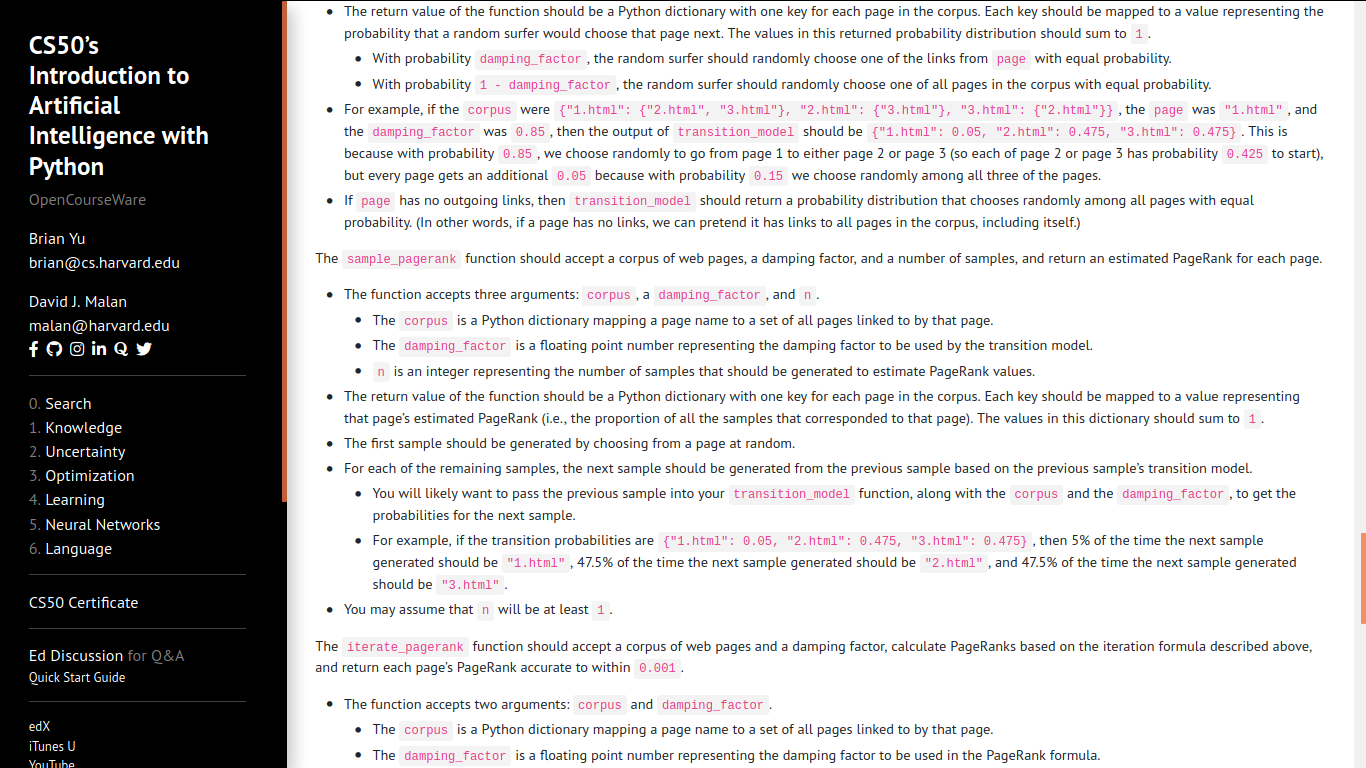 CS50's
Introduction to
Artificial
Intelligence with
Python
OpenCourseWare
Brian Yu
brian@cs.harvard.edu
David J. Malan
malan@harvard.edu
0. Search
1. Knowledge
2. Uncertainty
3. Optimization
4. Learning
5. Neural Networks
6. Language
CS50 Certificate
Ed Discussion for Q&A
Quick Start Guide
edX
iTunes U
YouTube
• The return value of the function should be a Python dictionary with one key for each page in the corpus. Each key should be mapped to a value representing the
probability that a random surfer would choose that page next. The values in this returned probability distribution should sum to 1 .
• With probability damping_factor , the random surfer should randomly choose one of the links from page with equal probability.
• With probability 1 - damping_factor , the random surfer should randomly choose one of all pages in the corpus with equal probability.
• For example, if the corpus were {"1.html": {"2.html", "3.html"}, "2.html": {"3.html"}, "3.html": {"2.html"}} , the page was "1.html" , and
the damping_factor was 0.85 , then the output of transition_model should be {"1.html": 0.05, "2.html": 0.475, "3.html": 0.475} . This is
because with probability 0.85 , we choose randomly to go from page 1 to either page 2 or page 3 (so each of page 2 or page 3 has probability 0.425 to start),
but every page gets an additional 0.05 because with probability 0.15 we choose randomly among all three of the pages.
• If page has no outgoing links, then transition_model should return a probability distribution that chooses randomly among all pages with equal
probability. (In other words, if a page has no links, we can pretend it has links to all pages in the corpus, including itself.)
The sample_pagerank function should accept a corpus of web pages, a damping factor, and a number of samples, and return an estimated PageRank for each page.
• The function accepts three arguments: corpus , a damping_factor , and n .
• The corpus is a Python dictionary mapping a page name to a set of all pages linked to by that page.
• The damping_factor is a floating point number representing the damping factor to be used by the transition model.
• n is an integer representing the number of samples that should be generated to estimate PageRank values.
• The return value of the function should be a Python dictionary with one key for each page in the corpus. Each key should be mapped to a value representing
that page's estimated PageRank (i.e., the proportion of all the samples that corresponded to that page). The values in this dictionary should sum to 1 .
• The first sample should be generated by choosing from a page at random.
• For each of the remaining samples, the next sample should be generated from the previous sample based on the previous sample's transition model.
• You will likely want to pass the previous sample into your transition_model function, along with the corpus and the damping_factor , to get the
probabilities for the next sample.
• For example, if the transition probabilities are {"1.html": 0.05, "2.html": 0.475, "3.html": 0.475} , then 5% of the time the next sample
generated should be "1.html" , 47.5% of the time the next sample generated should be "2.html" , and 47.5% of the time the next sample generated
should be "3.html" .
• You may assume that n will be at least 1 .
The iterate_pagerank function should accept a corpus of web pages and a damping factor, calculate PageRanks based on the iteration formula described above,
and return each page's PageRank accurate to within 0.001 .
• The function accepts two arguments: corpus and damping_factor .
• The corpus is a Python dictionary mapping a page name to a set of all pages linked to by that page.
• The damping_factor is a floating point number representing the damping factor to be used in the PageRank formula.